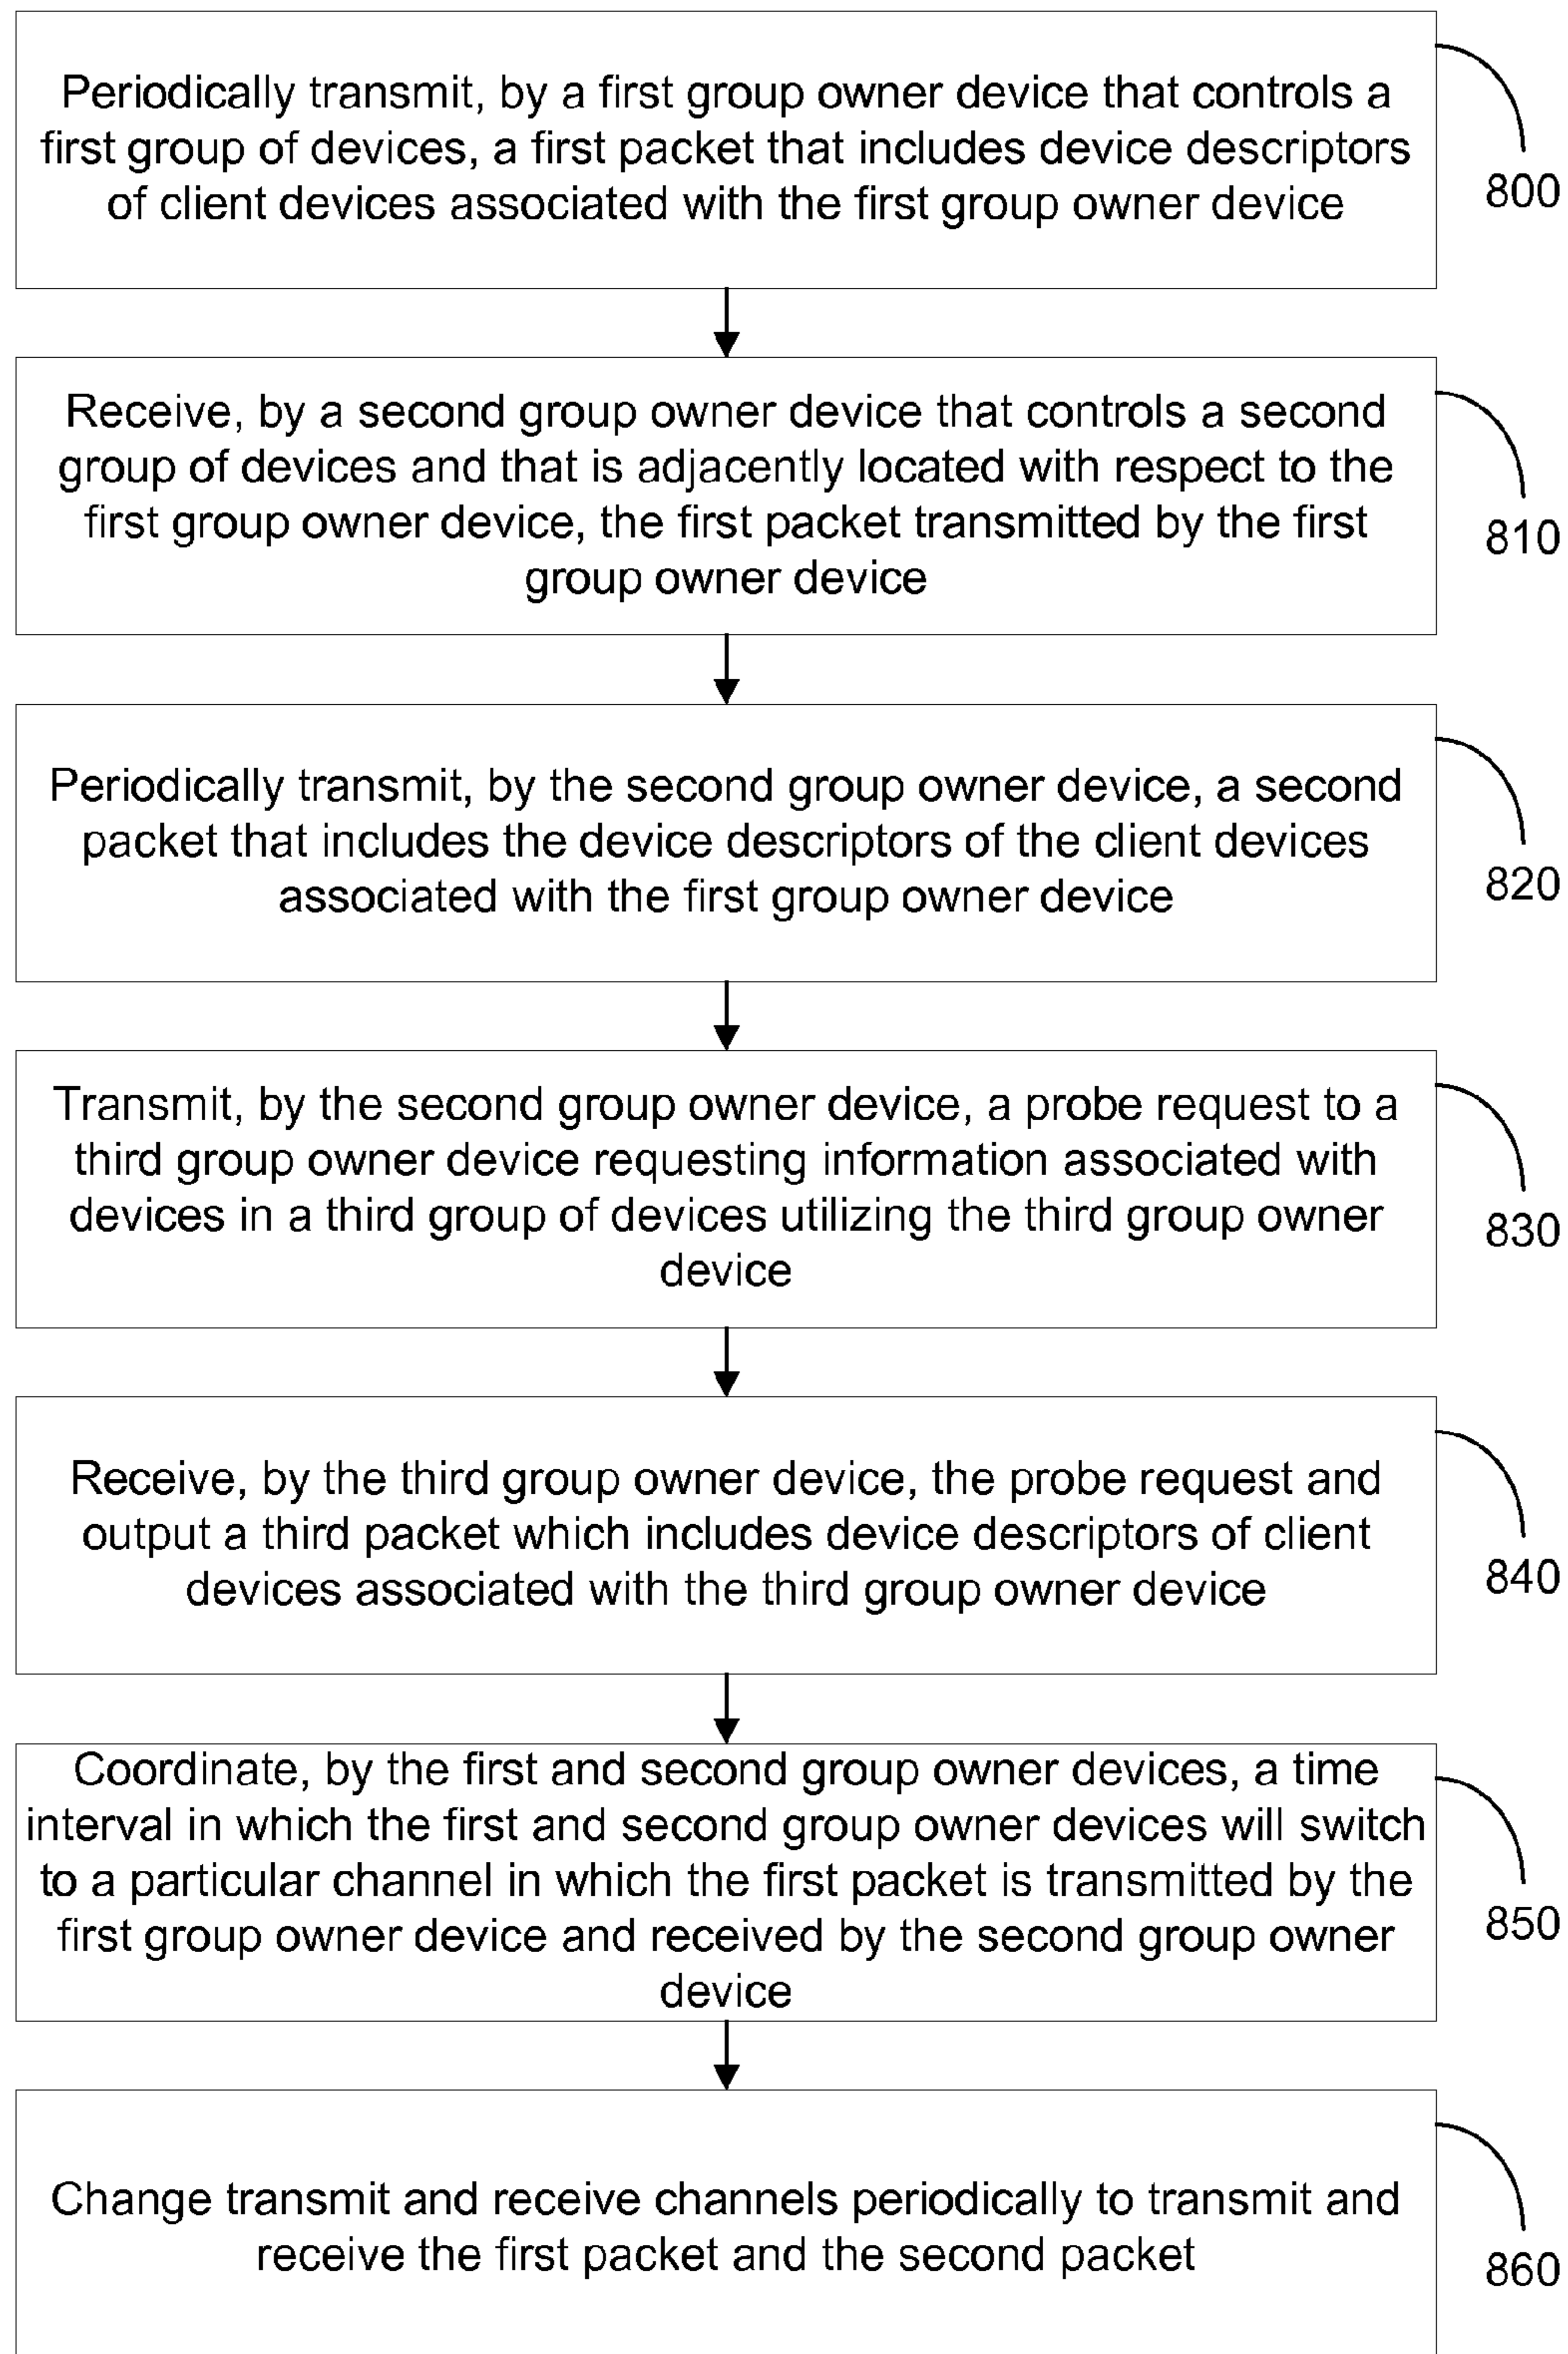 Periodically transmit, by a first group owner device that controls a
first group of devices, a first packet that includes device descriptors
of client devices associated with the first group owner device
800
Receive, by a second group owner device that controls a second
group of devices and that is adjacently located with respect to the
first group owner device, the first packet transmitted by the first
group owner device
810
Periodically transmit, by the second group owner device, a second
packet that includes the device descriptors of the client devices
associated with the first group owner device
820
Transmit, by the second group owner device, a probe request to a
third group owner device requesting information associated with
devices in a third group of devices utilizing the third group owner
device
830
Receive, by the third group owner device, the probe request and
output a third packet which includes device descriptors of client
devices associated with the third group owner device
840
Coordinate, by the first and second group owner devices, a time
interval in which the first and second group owner devices will switch
to a particular channel in which the first packet is transmitted by the
first group owner device and received by the second group owner
device
850
Change transmit and receive channels periodically to transmit and
receive the first packet and the second packet
860